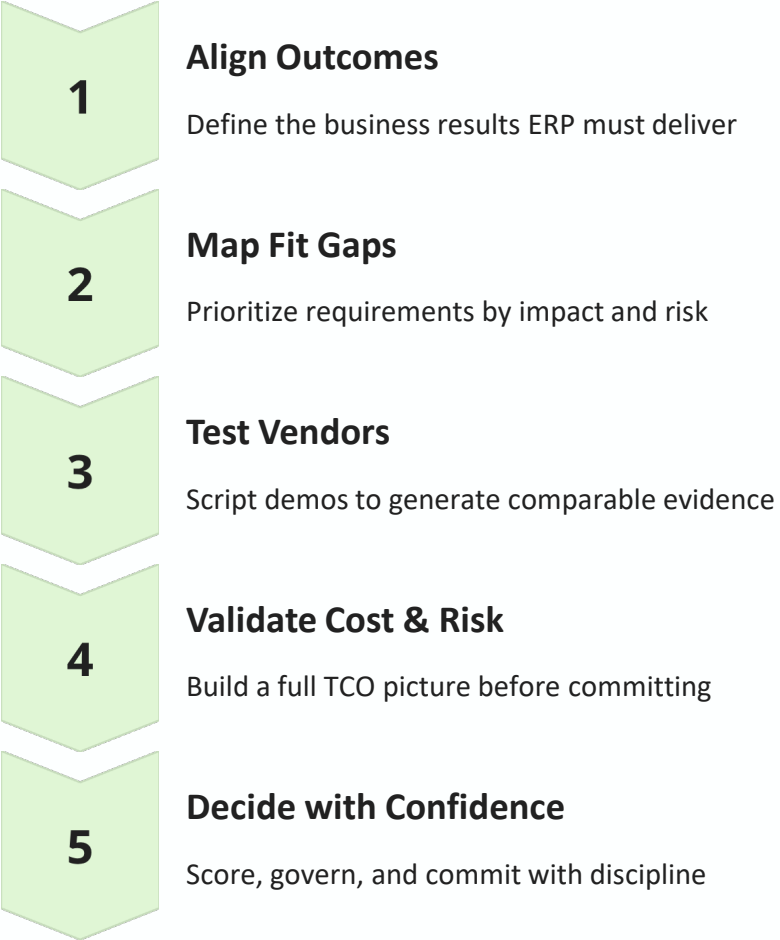 1
Align Outcomes
Define the business results ERP must deliver
2
Map Fit Gaps
Prioritize requirements by impact and risk
3
Test Vendors
Script demos to generate comparable evidence
4
Validate Cost & Risk
Build a full TCO picture before committing
5
Decide with Confidence
Score, govern, and commit with discipline